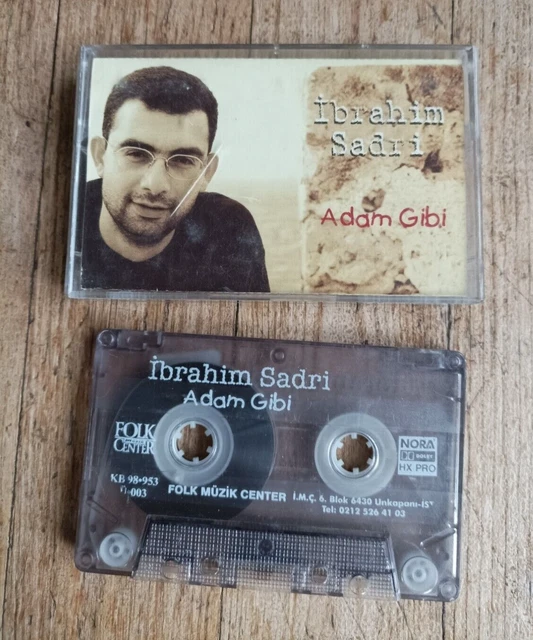 İbrahim
Sadri
Adam Gibi
İbrahim Sadri
Adam Gibi
FOLK
CENTER
NORA
DOLBY
HX PRO
KB 98-953
FOLK MÜZİK CENTER
İ.M.Ç. 6. Blok 6430 Unkapanı-İST
Tel: 0212 526 41 03